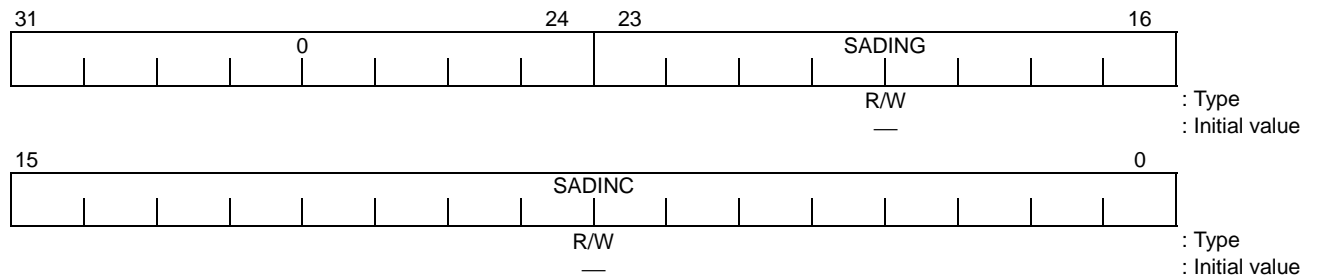 31 24 23 16
0 SADING
R/W : Type
— : Initial value
15 0
SADINC
R/W : Type
— : Initial value